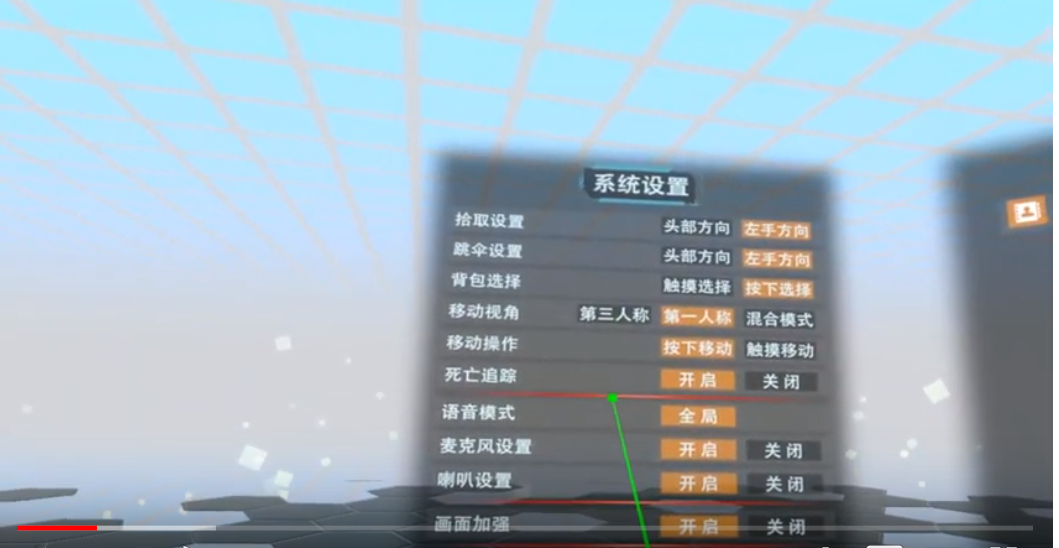 系统设置
拾取设置 头部方向 左手方向
跳伞设置 头部方向 左手方向
背包选择 触摸选择 按下选择
移动视角 第三人称 第一人称 混合模式
移动操作 按下移动 触摸移动
死亡追踪 开启 关闭
语音模式 全局
麦克风设置 开启 关闭
喇叭设置 开启 关闭
画面加强 开启 关闭